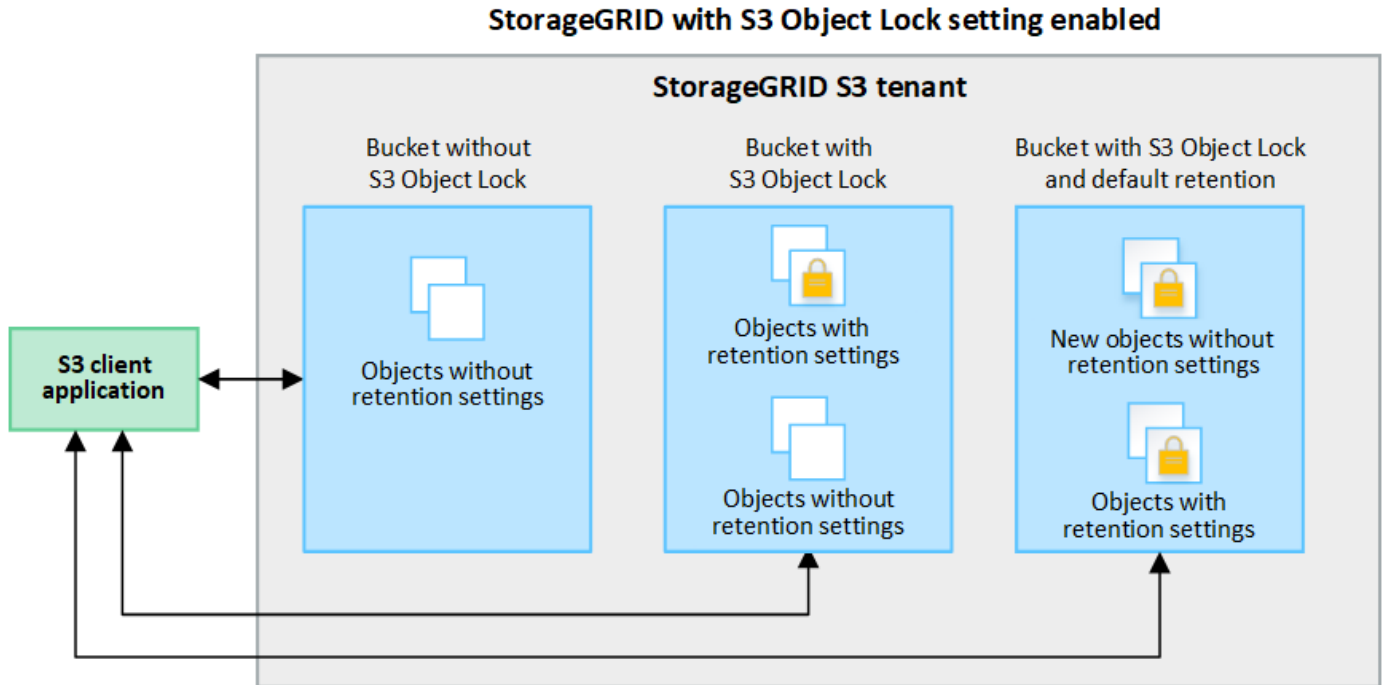 StorageGRID with S3 Object Lock setting enabled
StorageGRID S3 tenant
Bucket without
S3 Object Lock
Bucket with
S3 Object Lock
Bucket with S3 Object Lock
and default retention
S3 client
application
Objects without
retention settings
Objects with
retention settings
Objects without
retention settings
New objects without
retention settings
Objects with
retention settings